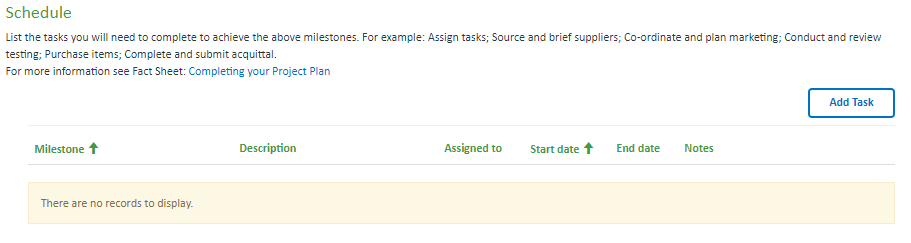 Schedule
List the tasks you will need to complete to achieve the above milestones. For example: Assign tasks; Source and brief suppliers; Co-ordinate and plan marketing; Conduct and review
testing; Purchase items; Complete and submit acquittal.
For more information see Fact Sheet: Completing your Project Plan
Add Task
Milestone Description Assigned to Start date End date Notes
There are no records to display.